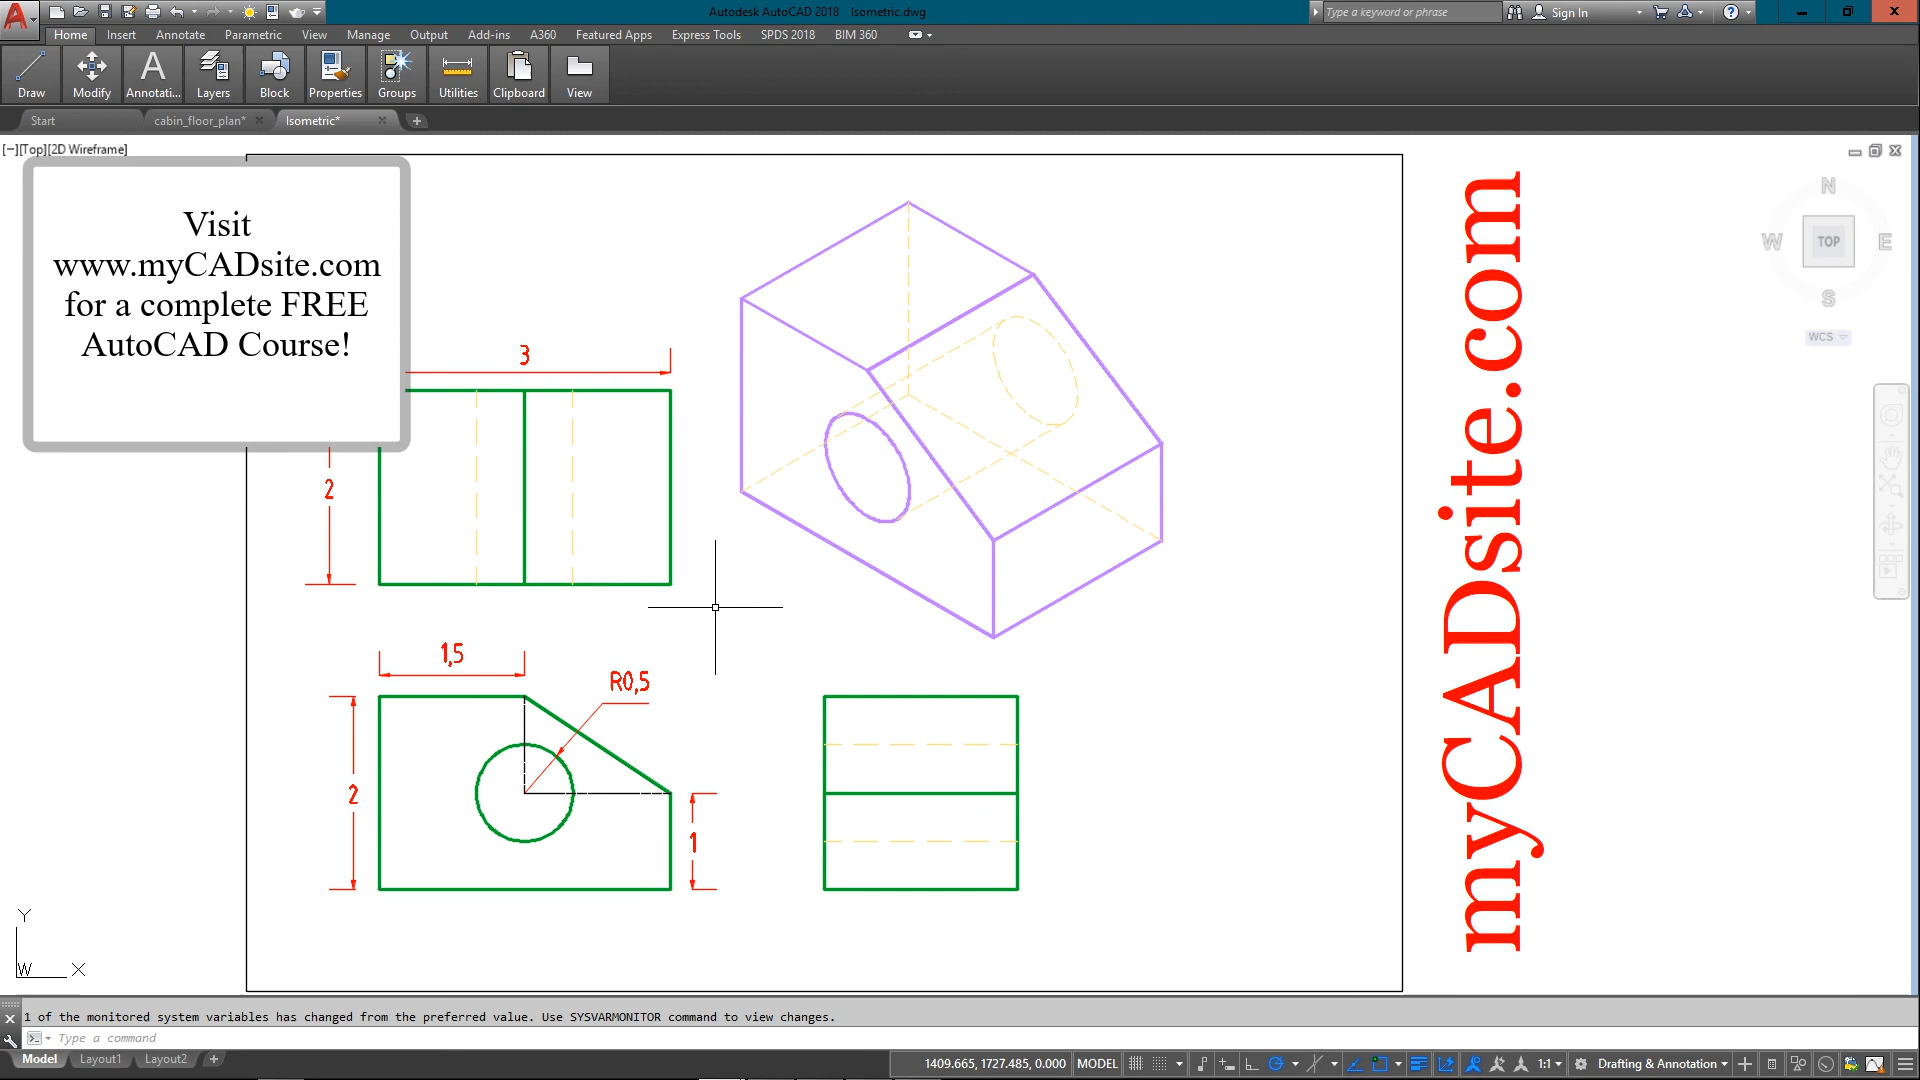 Autodesk AutoCAD 2018 Isometric.dwg
Type a keyword or phrase
Sign In
Home Insert Annotate Parametric View Manage Output Add-ins A360 Featured Apps Express Tools SPDS 2018 BIM 360
Draw Modify Annotati... Layers Block Properties Groups Utilities Clipboard View
Start cabin_floor_plan* Isometric*
[−][Top][2D Wireframe]
Visit
www.myCADsite.com
for a complete FREE
AutoCAD Course!
N
W TOP E
S
WCS
myCADsite.com
3
2
1,5
R0,5
2
1
Y
W X
1 of the monitored system variables has changed from the preferred value. Use SYSVARMONITOR command to view changes.
Type a command
Model Layout1 Layout2
1409.665, 1727.485, 0.000 MODEL 1:1 Drafting & Annotation